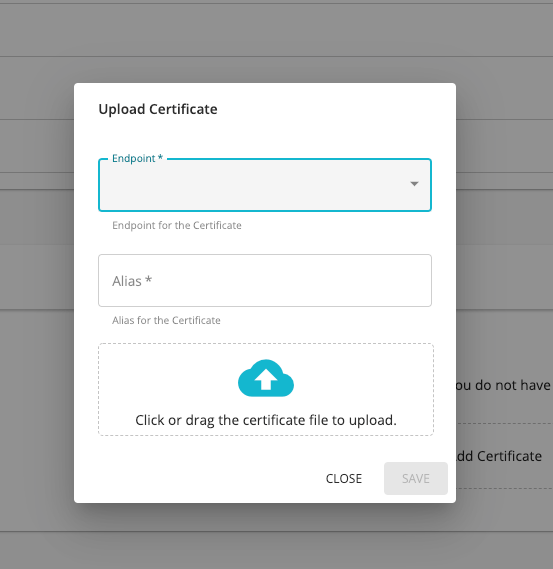 Upload Certificate
Endpoint *
Endpoint for the Certificate
Alias *
Alias for the Certificate
ou do not have
Click or drag the certificate file to upload.
dd Certificate
CLOSE
SAVE